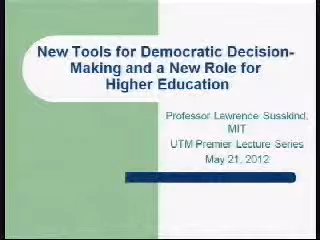 New Tools for Democratic Decision-
Making and a New Role for
Higher Education
Professor Lawrence Susskind,
MIT
UTM Premier Lecture Series
May 21, 2012